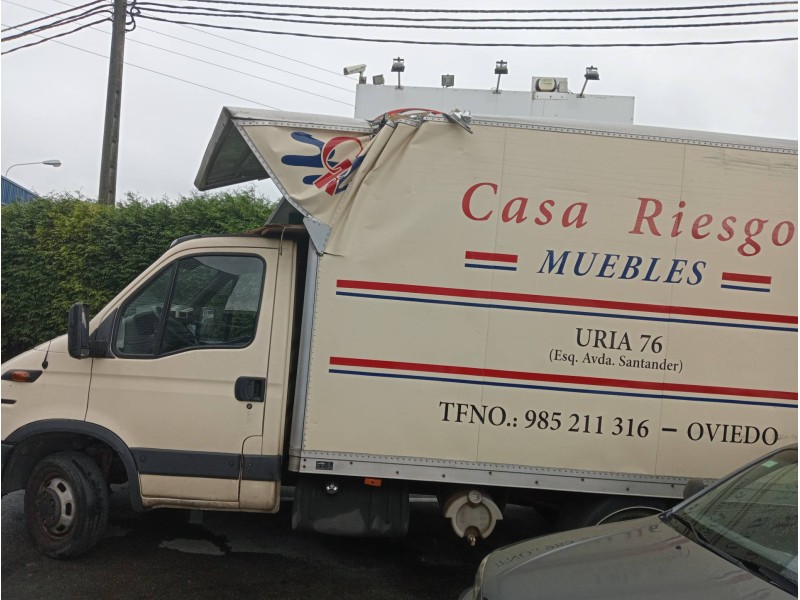 Casa Riesgo
MUEBLES
URIA 76
(Esq. Avda. Santander)
TFNO.: 985 211 316 – OVIEDO